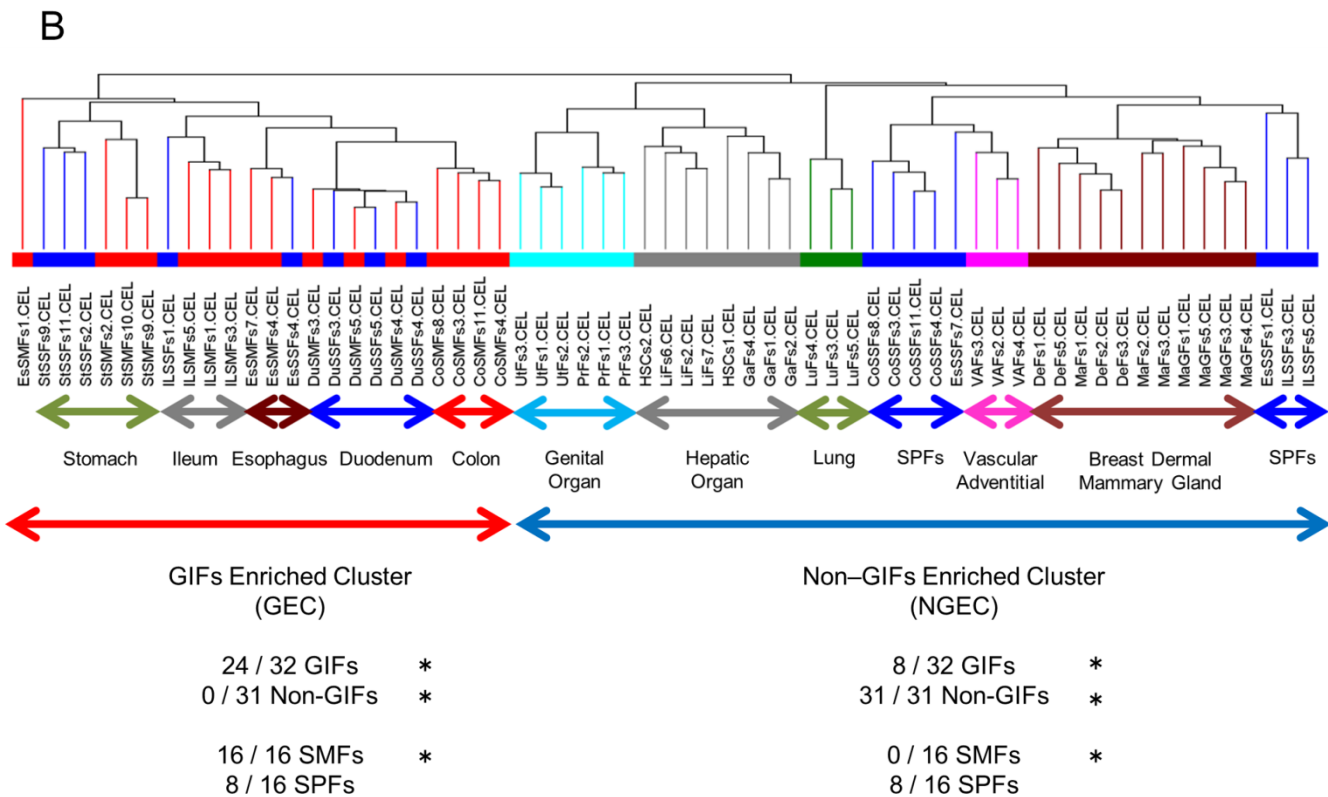 B
EsSMFs1.CEL
StSSFs9.CEL
StSSFs11.CEL
StSSFs2.CEL
StSMFs2.CEL
StSMFs10.CEL
StSMFs9.CEL
ILSSFs1.CEL
ILSMFs5.CEL
ILSMFs1.CEL
ILSMFs3.CEL
EsSMFs7.CEL
EsSMFs4.CEL
EsSSFs4.CEL
DuSMFs3.CEL
DuSSFs3.CEL
DuSMFs5.CEL
DuSSFs5.CEL
DuSMFs4.CEL
DuSSFs4.CEL
CoSMFs8.CEL
CoSMFs3.CEL
CoSMFs11.CEL
CoSMFs4.CEL
UtFs3.CEL
UtFs1.CEL
UtFs2.CEL
PrFs2.CEL
PrFs1.CEL
PrFs3.CEL
HSCs2.CEL
LiFs6.CEL
LiFs2.CEL
LiFs7.CEL
HSCs1.CEL
GaFs4.CEL
GaFs1.CEL
GaFs2.CEL
LuFs4.CEL
LuFs3.CEL
LuFs5.CEL
CoSSFs8.CEL
CoSSFs3.CEL
CoSSFs11.CEL
CoSSFs4.CEL
EsSSFs7.CEL
VAFs3.CEL
VAFs2.CEL
VAFs4.CEL
DeFs1.CEL
DeFs5.CEL
MaFs1.CEL
DeFs2.CEL
DeFs3.CEL
MaFs2.CEL
MaFs3.CEL
MaGFs1.CEL
MaGFs5.CEL
MaGFs3.CEL
MaGFs4.CEL
EsSSFs1.CEL
ILSSFs3.CEL
ILSSFs5.CEL
Stomach
Ileum
Esophagus
Duodenum
Colon
Genital
Organ
Hepatic
Organ
Lung
SPFs
Vascular
Adventitial
Breast Dermal
Mammary Gland
SPFs
GIFs Enriched Cluster
(GEC)
24 / 32 GIFs *
0 / 31 Non-GIFs *
16 / 16 SMFs *
8 / 16 SPFs
Non–GIFs Enriched Cluster
(NGEC)
8 / 32 GIFs *
31 / 31 Non-GIFs *
0 / 16 SMFs *
8 / 16 SPFs